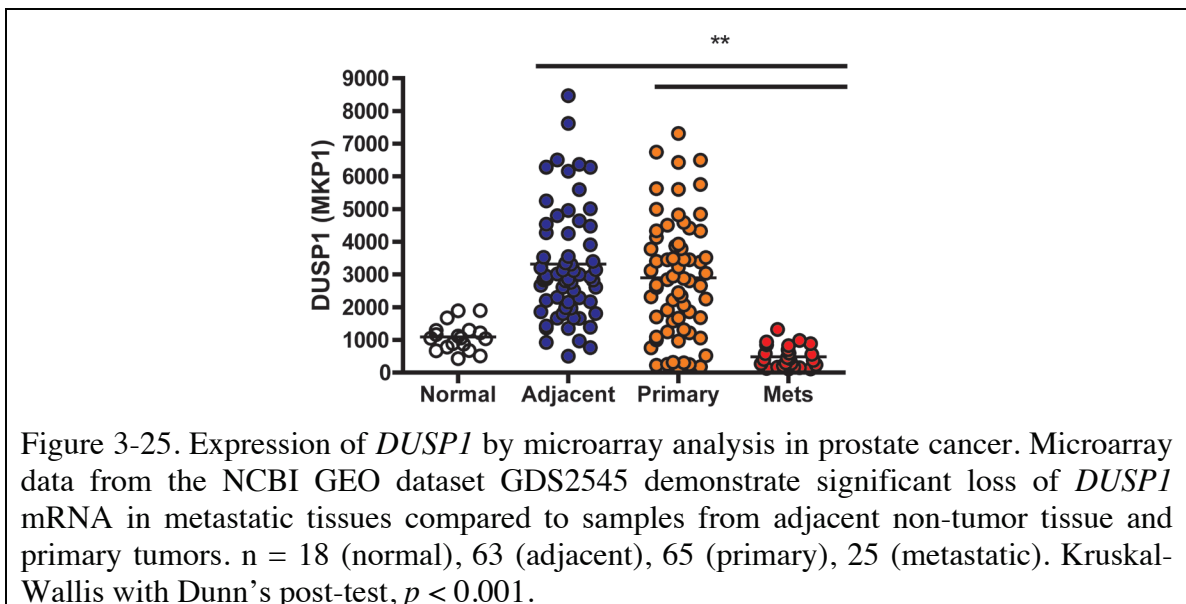 **
9000
8000
7000
6000
5000
4000
3000
2000
1000
0
DUSP1 (MKP1)
Normal Adjacent Primary Mets
Figure 3-25. Expression of DUSP1 by microarray analysis in prostate cancer. Microarray
data from the NCBI GEO dataset GDS2545 demonstrate significant loss of DUSP1
mRNA in metastatic tissues compared to samples from adjacent non-tumor tissue and
primary tumors. n = 18 (normal), 63 (adjacent), 65 (primary), 25 (metastatic). Kruskal-
Wallis with Dunn’s post-test, p < 0.001.